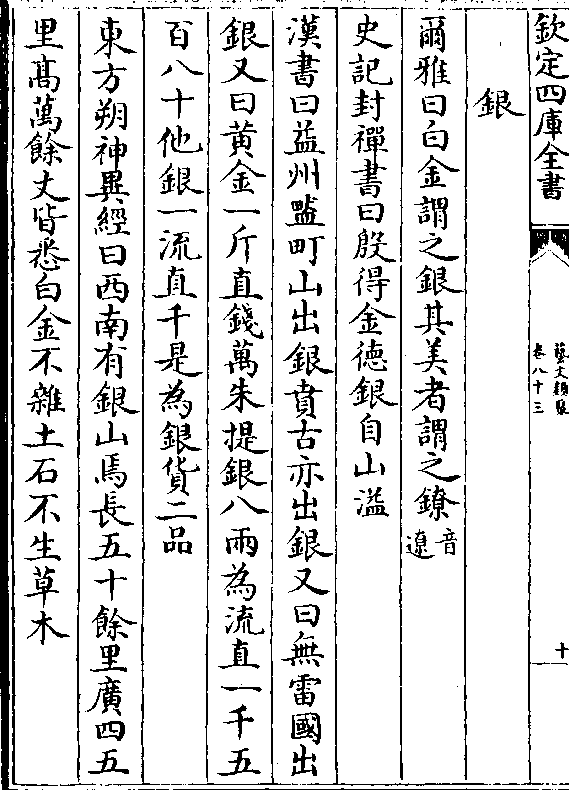 欽定四庫全書
藝文類聚
卷八十三
十
銀
爾雅曰白金謂之銀其美者謂之鐐音遼
史記封禪書曰殷得金德銀自山溢
漢書曰益州監町山出銀賁古亦出銀又曰無雷國出
銀又曰黄金一斤直錢萬朱提銀八兩為流直一千五
百八十他銀一流直千是為銀貨二品
東方朔神異經曰西南有銀山焉長五十餘里廣四五
里髙萬餘丈皆悉白金不雜土石不生草木